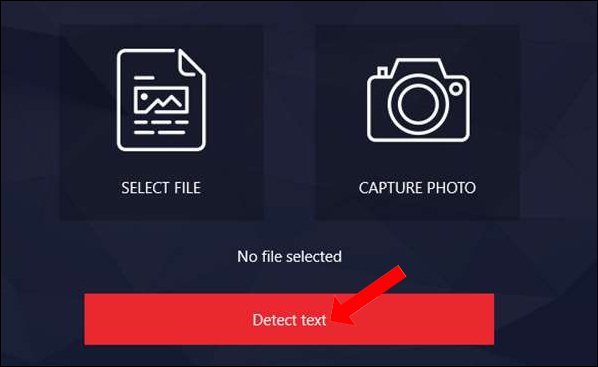 SELECT FILE
CAPTURE PHOTO
No file selected
Detect text